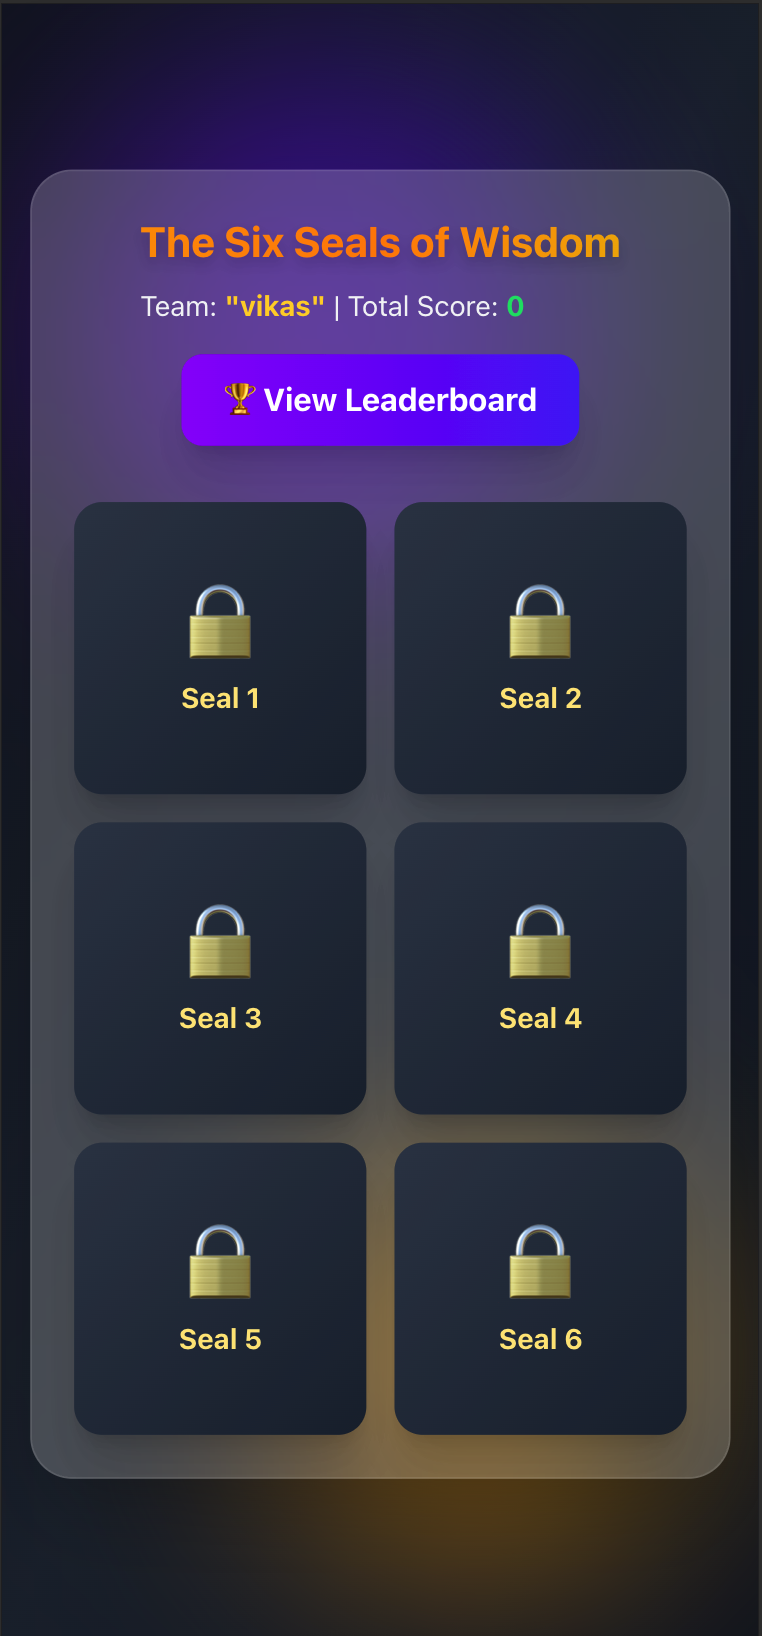 The Six Seals of Wisdom
Team: "vikas" | Total Score: 0
🏆 View Leaderboard
Seal 1
Seal 2
Seal 3
Seal 4
Seal 5
Seal 6